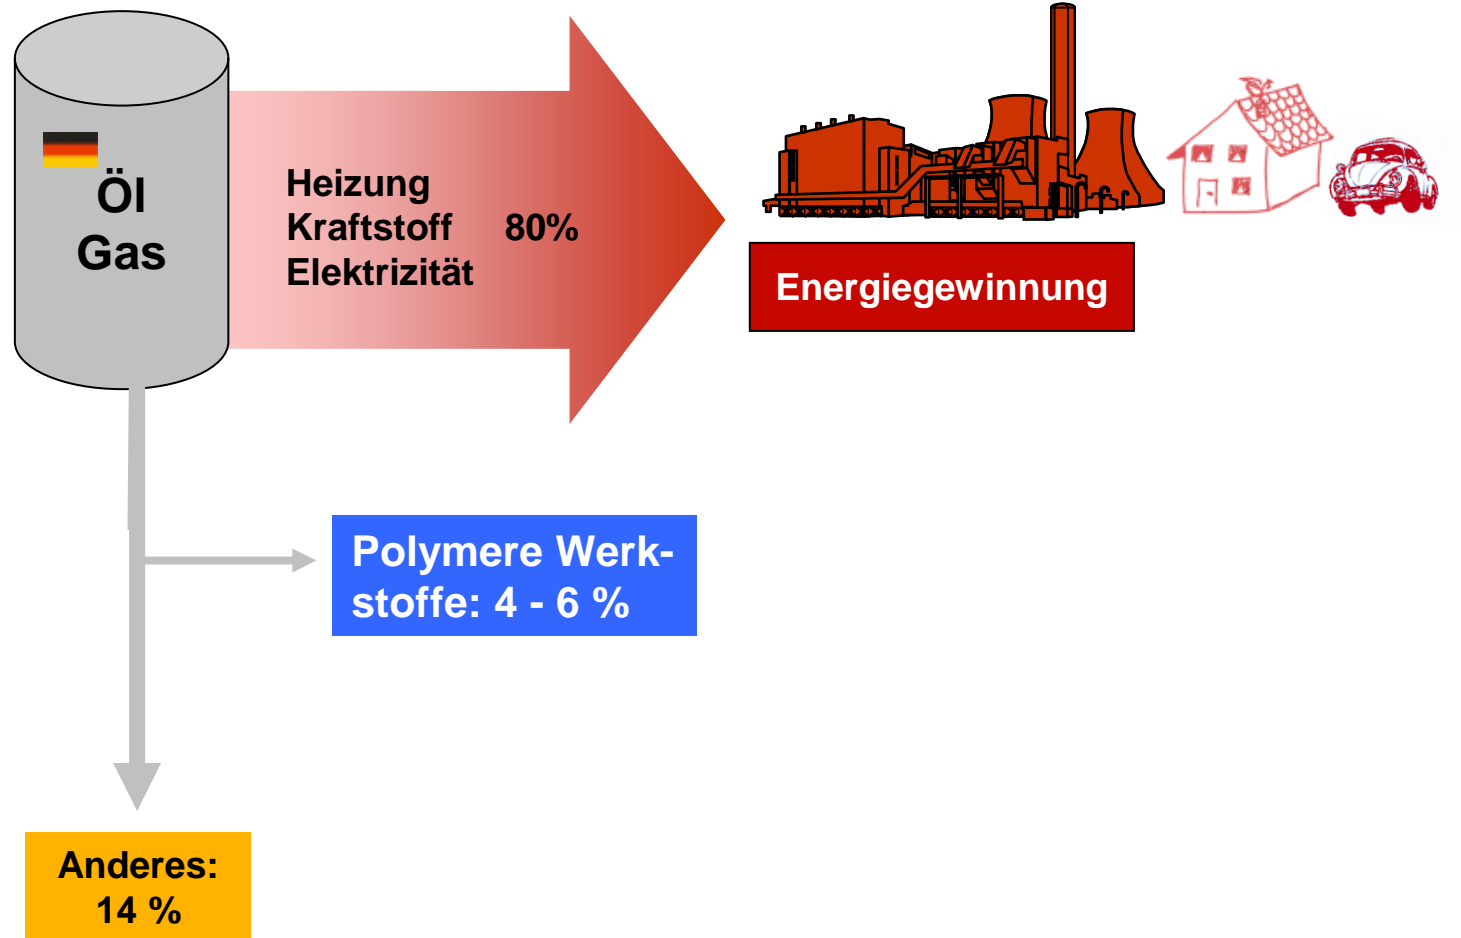 Öl
Gas
Heizung
Kraftstoff 80%
Elektrizität
Energiegewinnung
Polymere Werk-
stoffe: 4 - 6 %
Anderes:
14 %